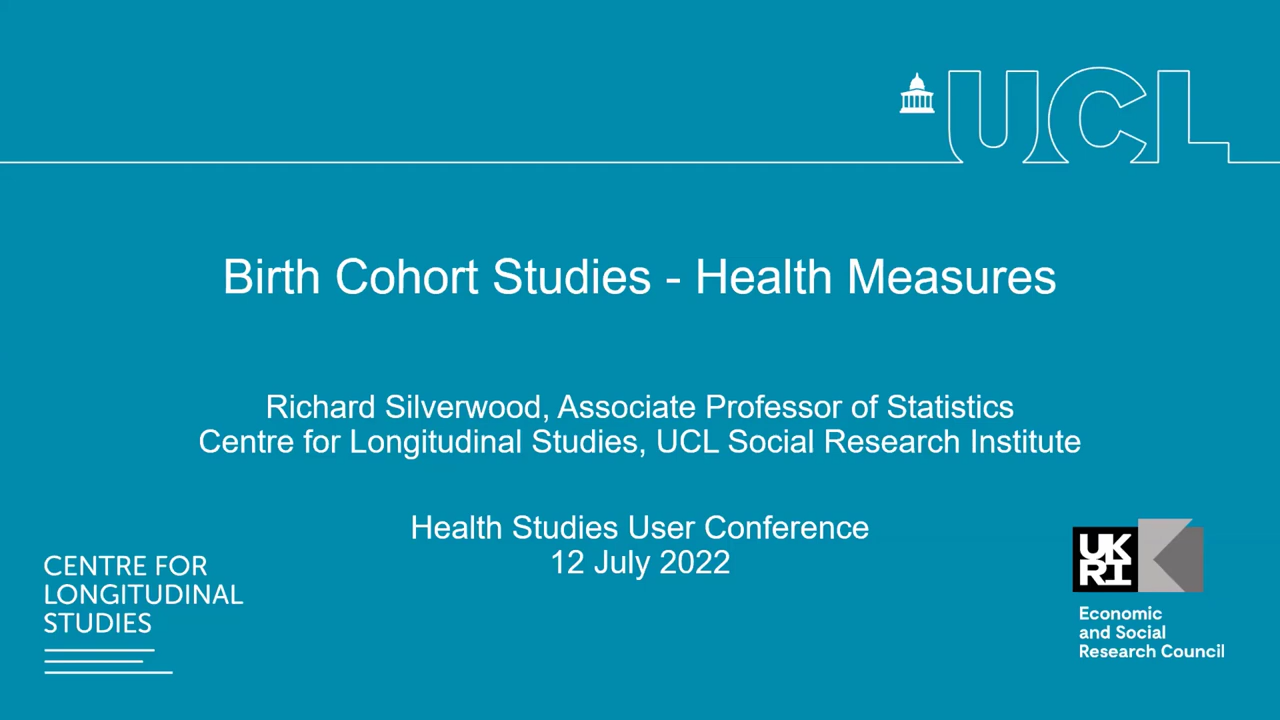 UCL
Birth Cohort Studies - Health Measures
Richard Silverwood, Associate Professor of Statistics
Centre for Longitudinal Studies, UCL Social Research Institute
Health Studies User Conference
12 July 2022
CENTRE FOR
LONGITUDINAL
STUDIES
UK
RI
Economic
and Social
Research Council